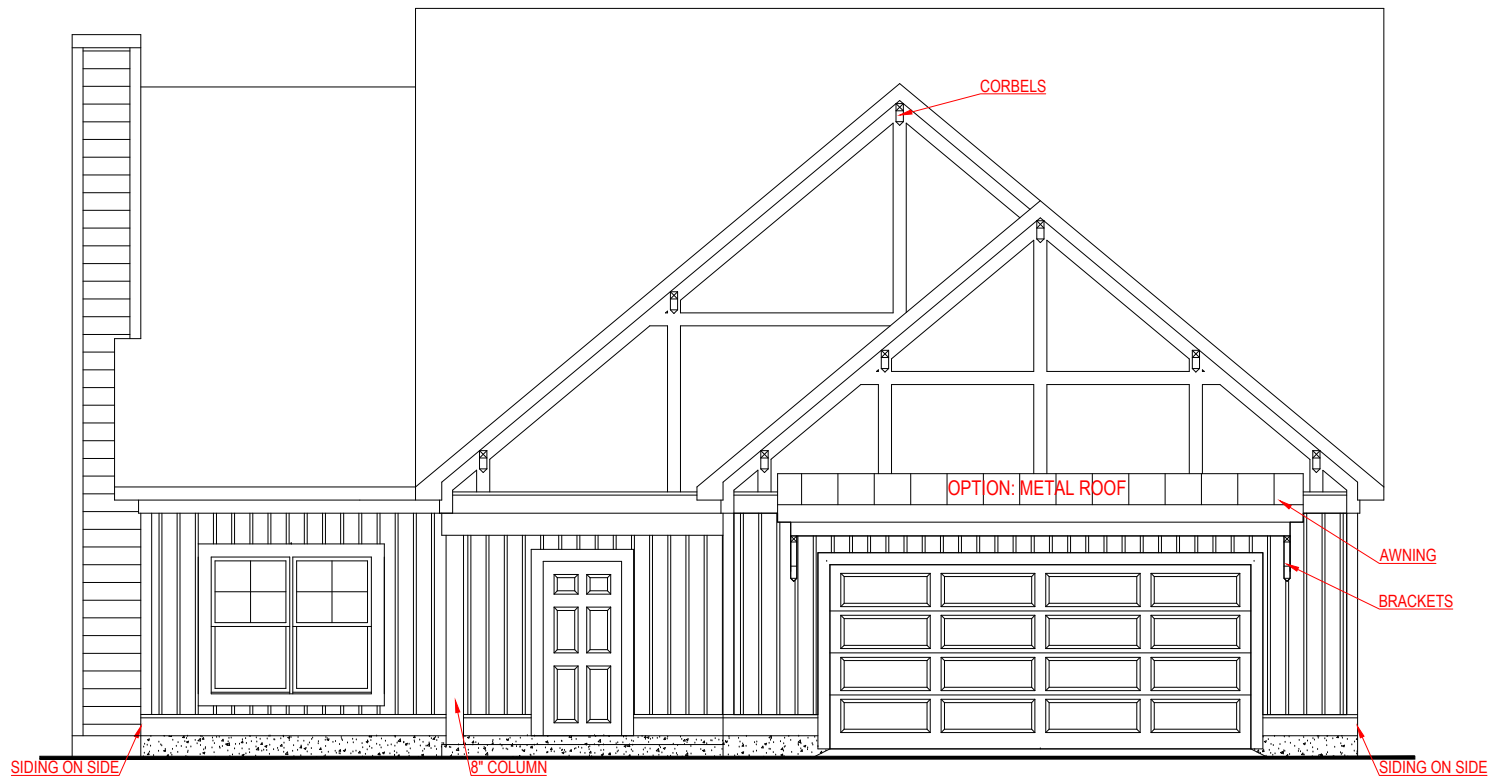 CORBELS
OPTION: METAL ROOF
AWNING
BRACKETS
SIDING ON SIDE
8" COLUMN
SIDING ON SIDE